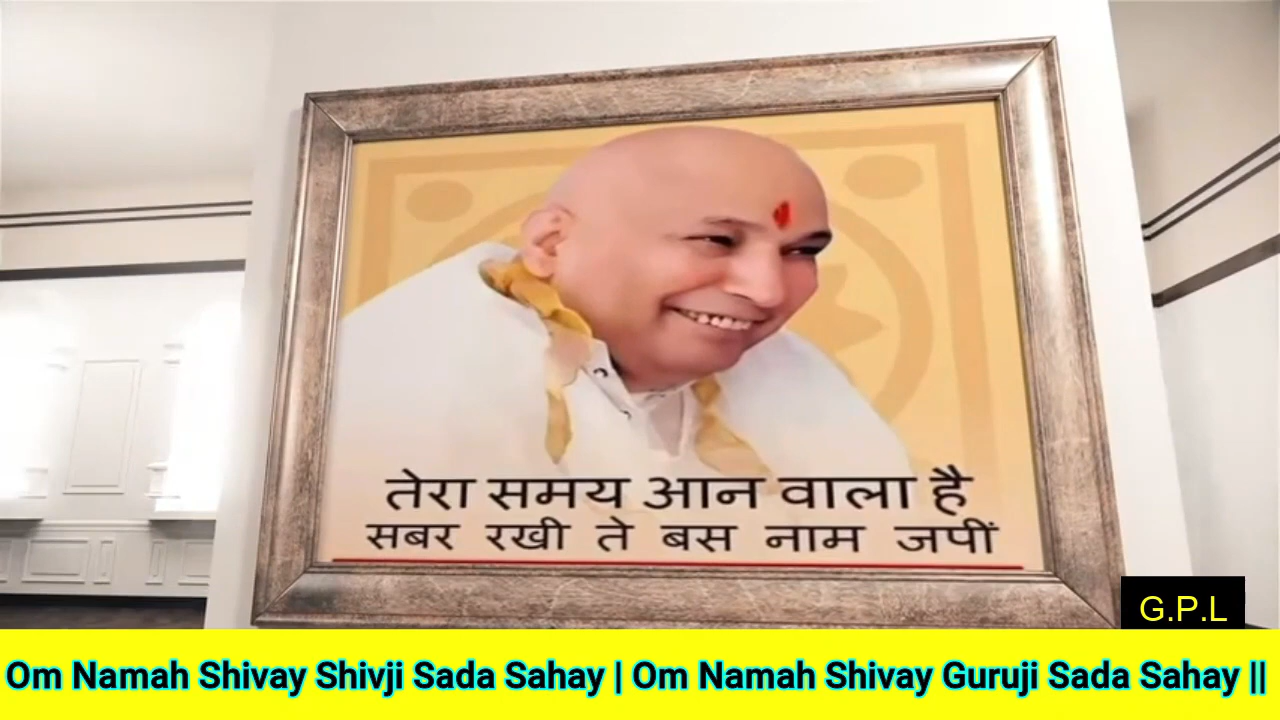 तेरा समय आन वाला है
सबर रखी ते बस नाम जपीं
G.P.L
Om Namah Shivay Shivji Sada Sahay | Om Namah Shivay Guruji Sada Sahay ||